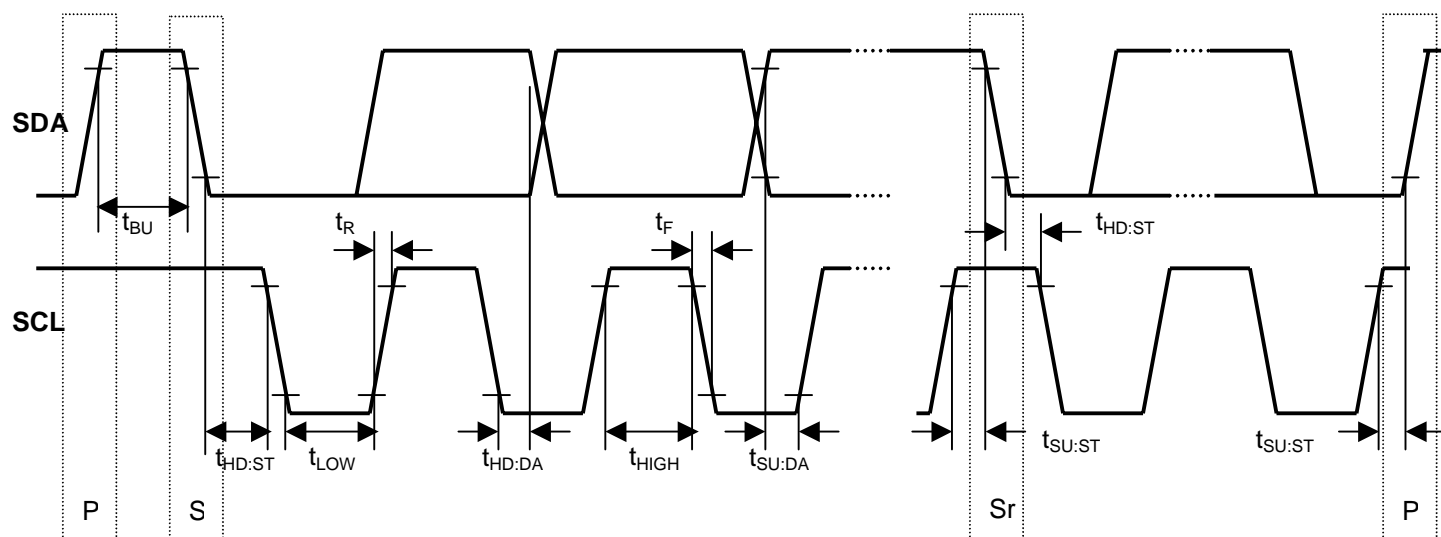 SDA
tBU tR tF tHD:ST
SCL
tHD:ST tLOW tHD:DA tHIGH tSU:DA tSU:ST tSU:ST
P S Sr P